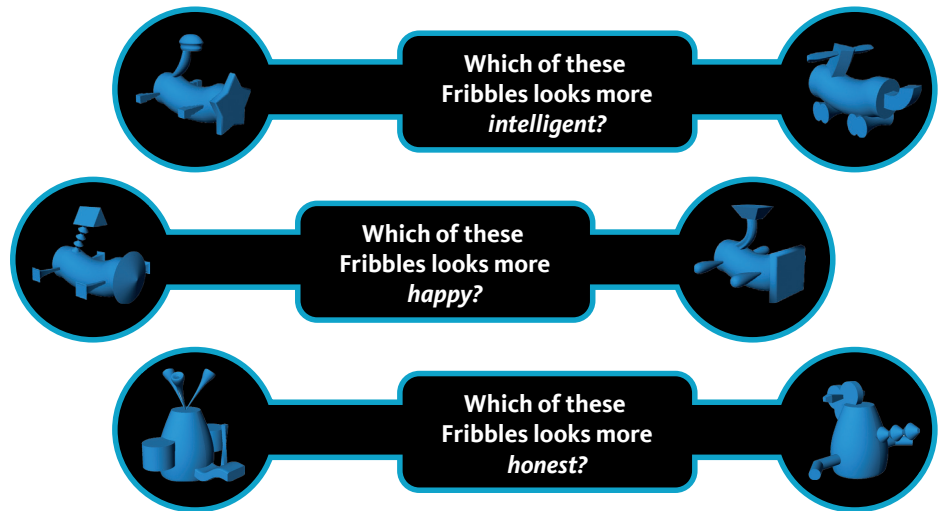 Which of these
Fribbles looks more
intelligent?
Which of these
Fribbles looks more
happy?
Which of these
Fribbles looks more
honest?